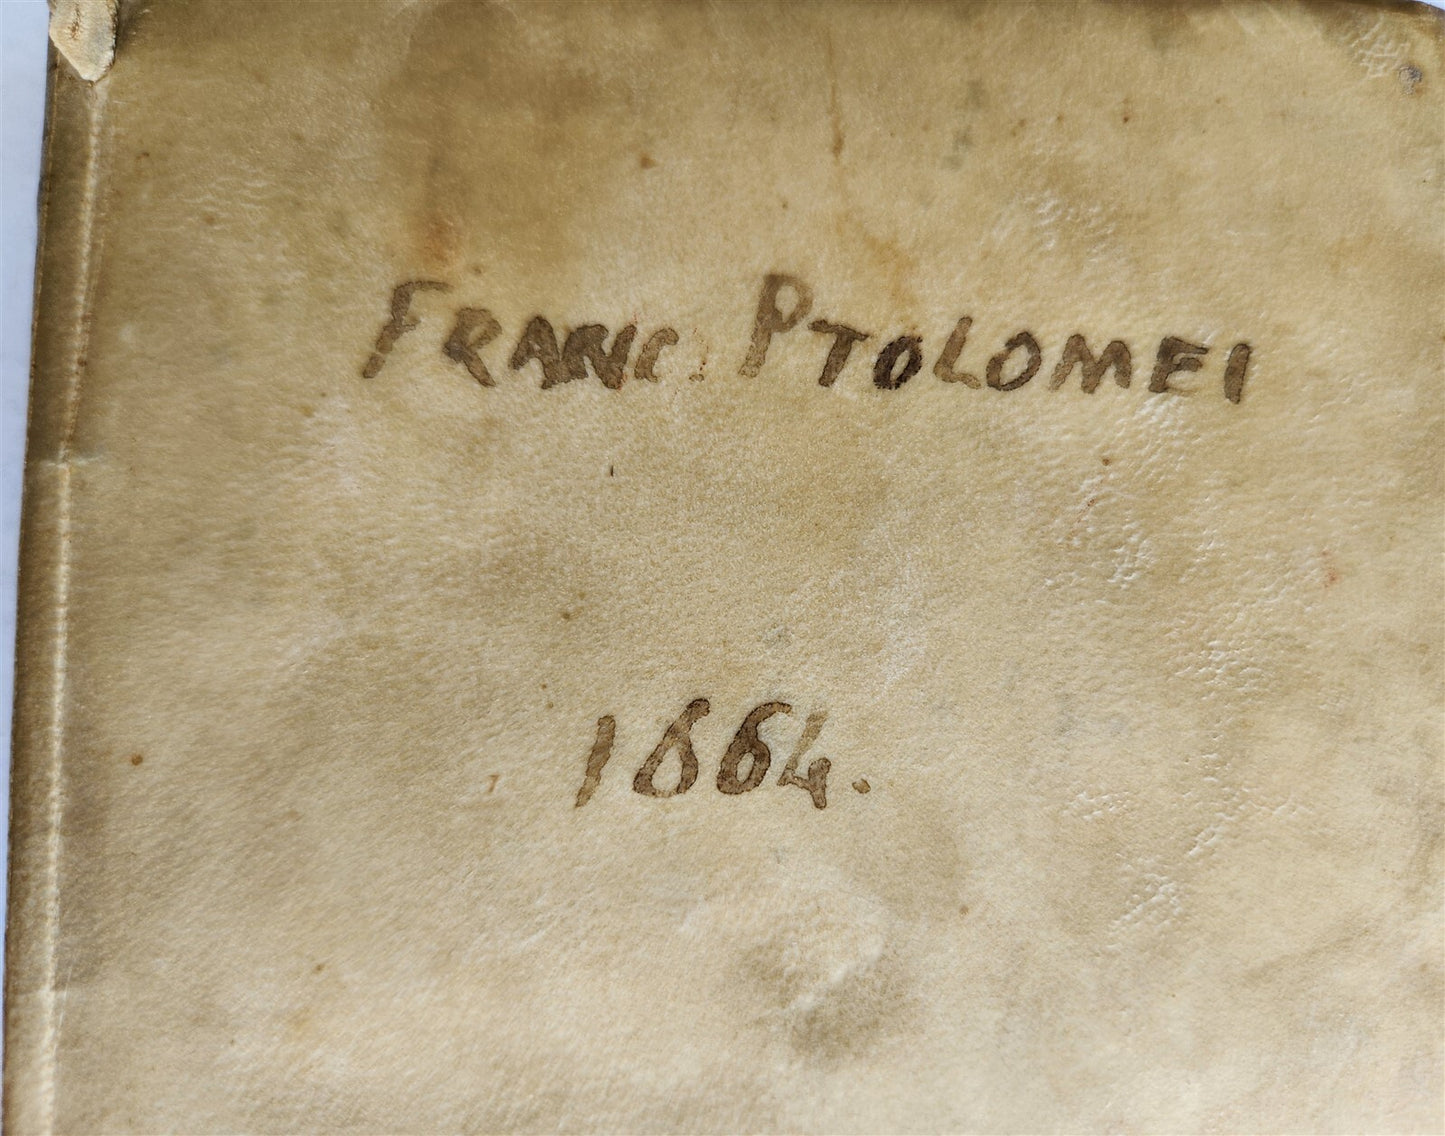 FRANC. PTOLOMEI
1664.